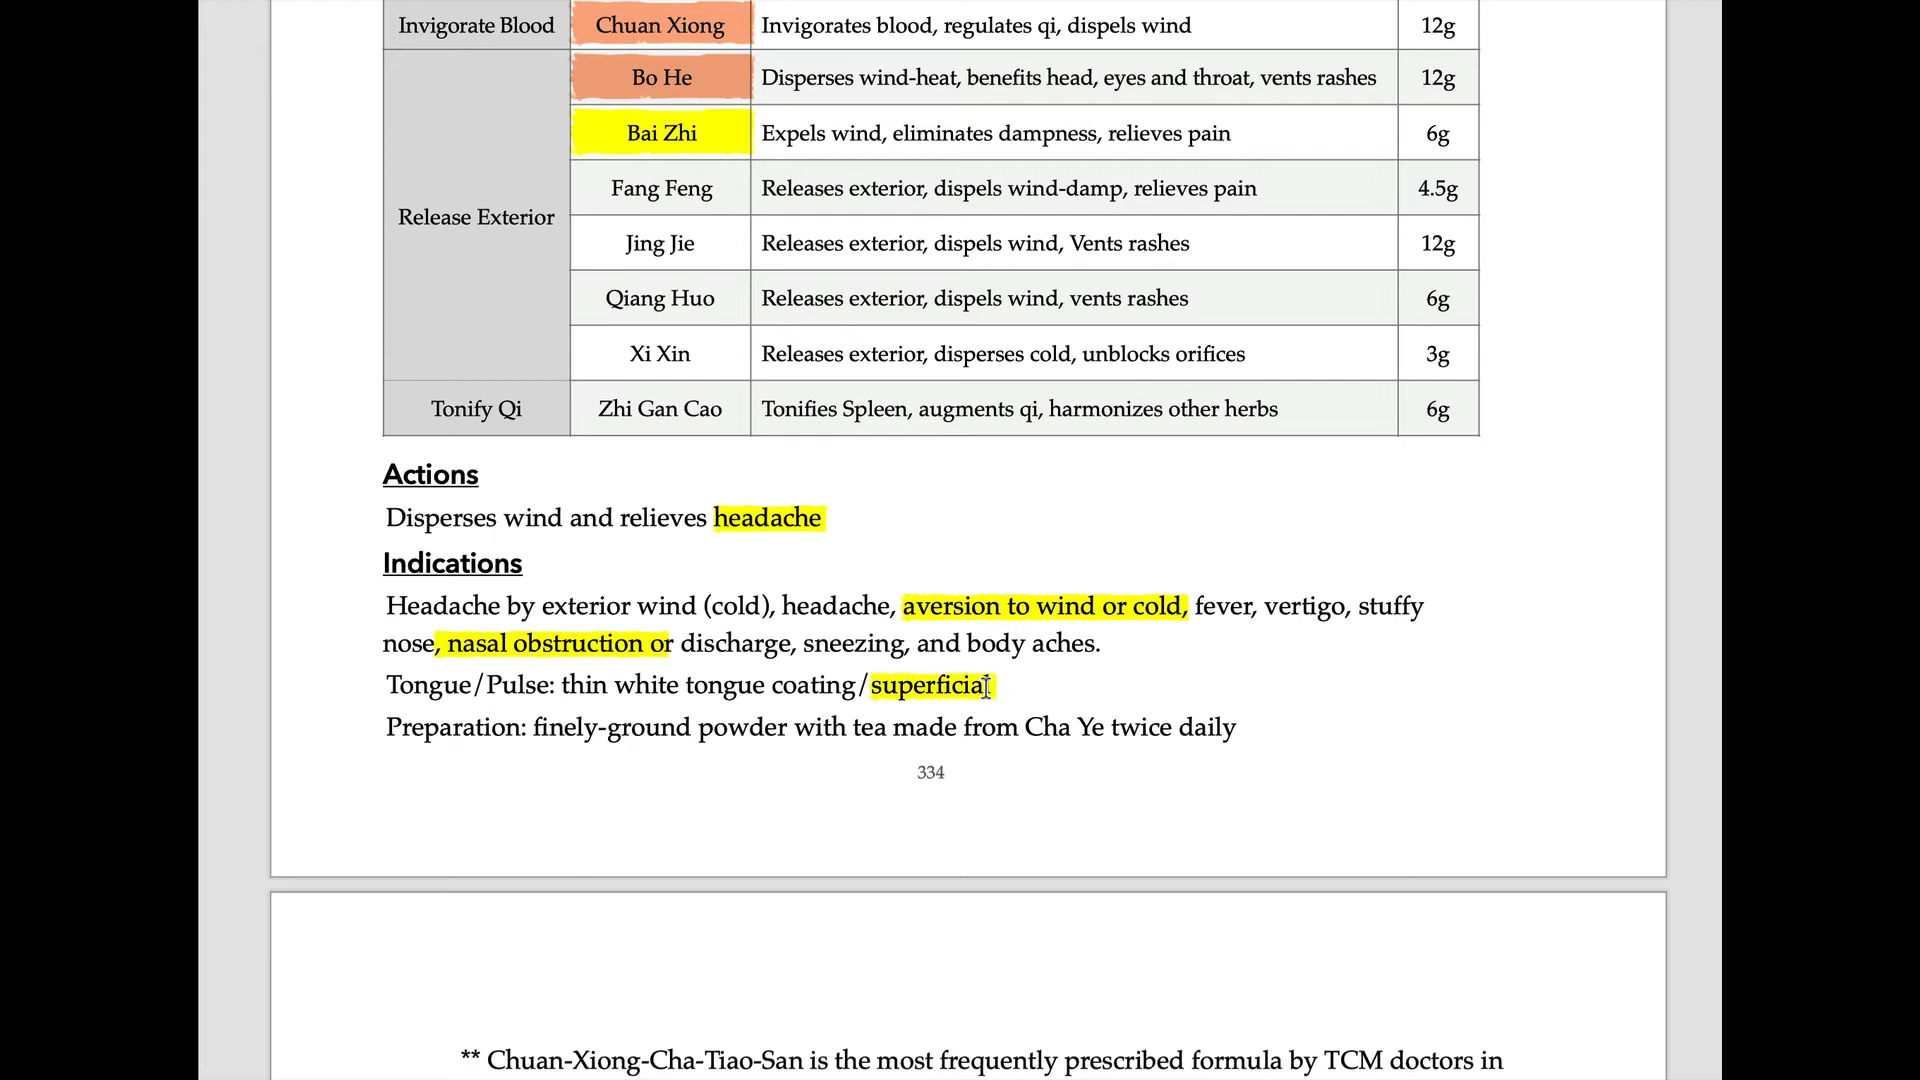 Invigorate Blood Chuan Xiong Invigorates blood, regulates qi, dispels wind 12g
Release Exterior
Bo He Disperses wind-heat, benefits head, eyes and throat, vents rashes 12g
Bai Zhi Expels wind, eliminates dampness, relieves pain 6g
Fang Feng Releases exterior, dispels wind-damp, relieves pain 4.5g
Jing Jie Releases exterior, dispels wind, Vents rashes 12g
Qiang Huo Releases exterior, dispels wind, vents rashes 6g
Xi Xin Releases exterior, disperses cold, unblocks orifices 3g
Tonify Qi Zhi Gan Cao Tonifies Spleen, augments qi, harmonizes other herbs 6g
Actions
Disperses wind and relieves headache
Indications
Headache by exterior wind (cold), headache, aversion to wind or cold, fever, vertigo, stuffy
nose, nasal obstruction or discharge, sneezing, and body aches.
Tongue/Pulse: thin white tongue coating/superficial
Preparation: finely-ground powder with tea made from Cha Ye twice daily
334
** Chuan-Xiong-Cha-Tiao-San is the most frequently prescribed formula by TCM doctors in